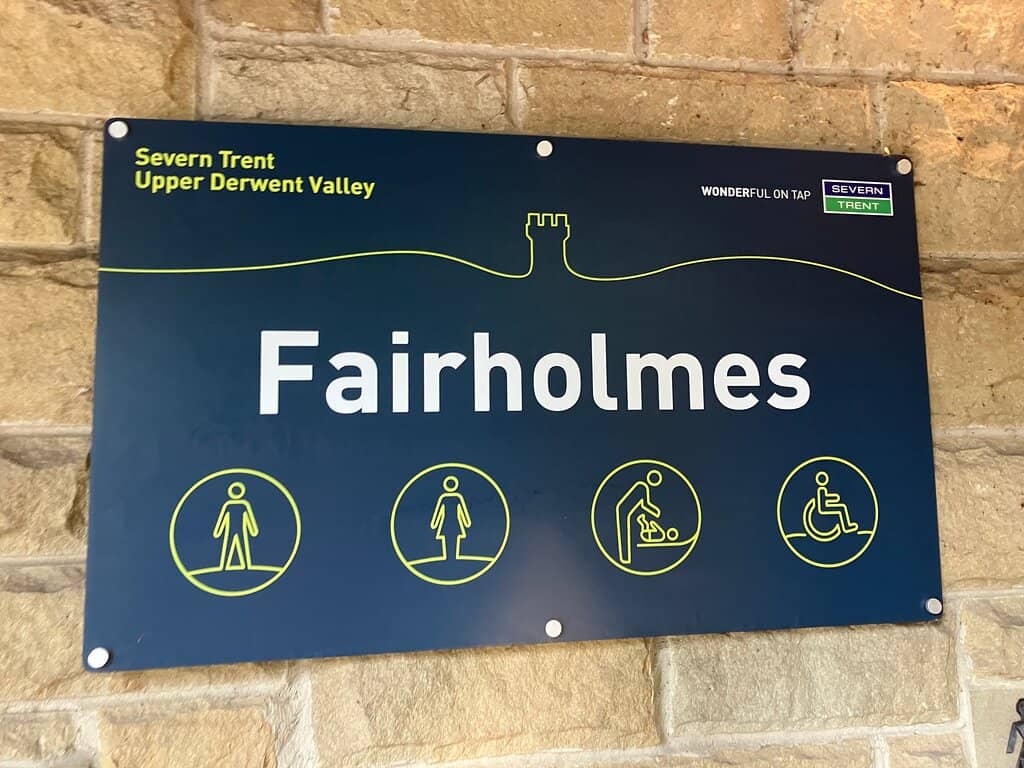 Severn Trent
Upper Derwent Valley
WONDERFUL ON TAP
SEVERN
TRENT
Fairholmes